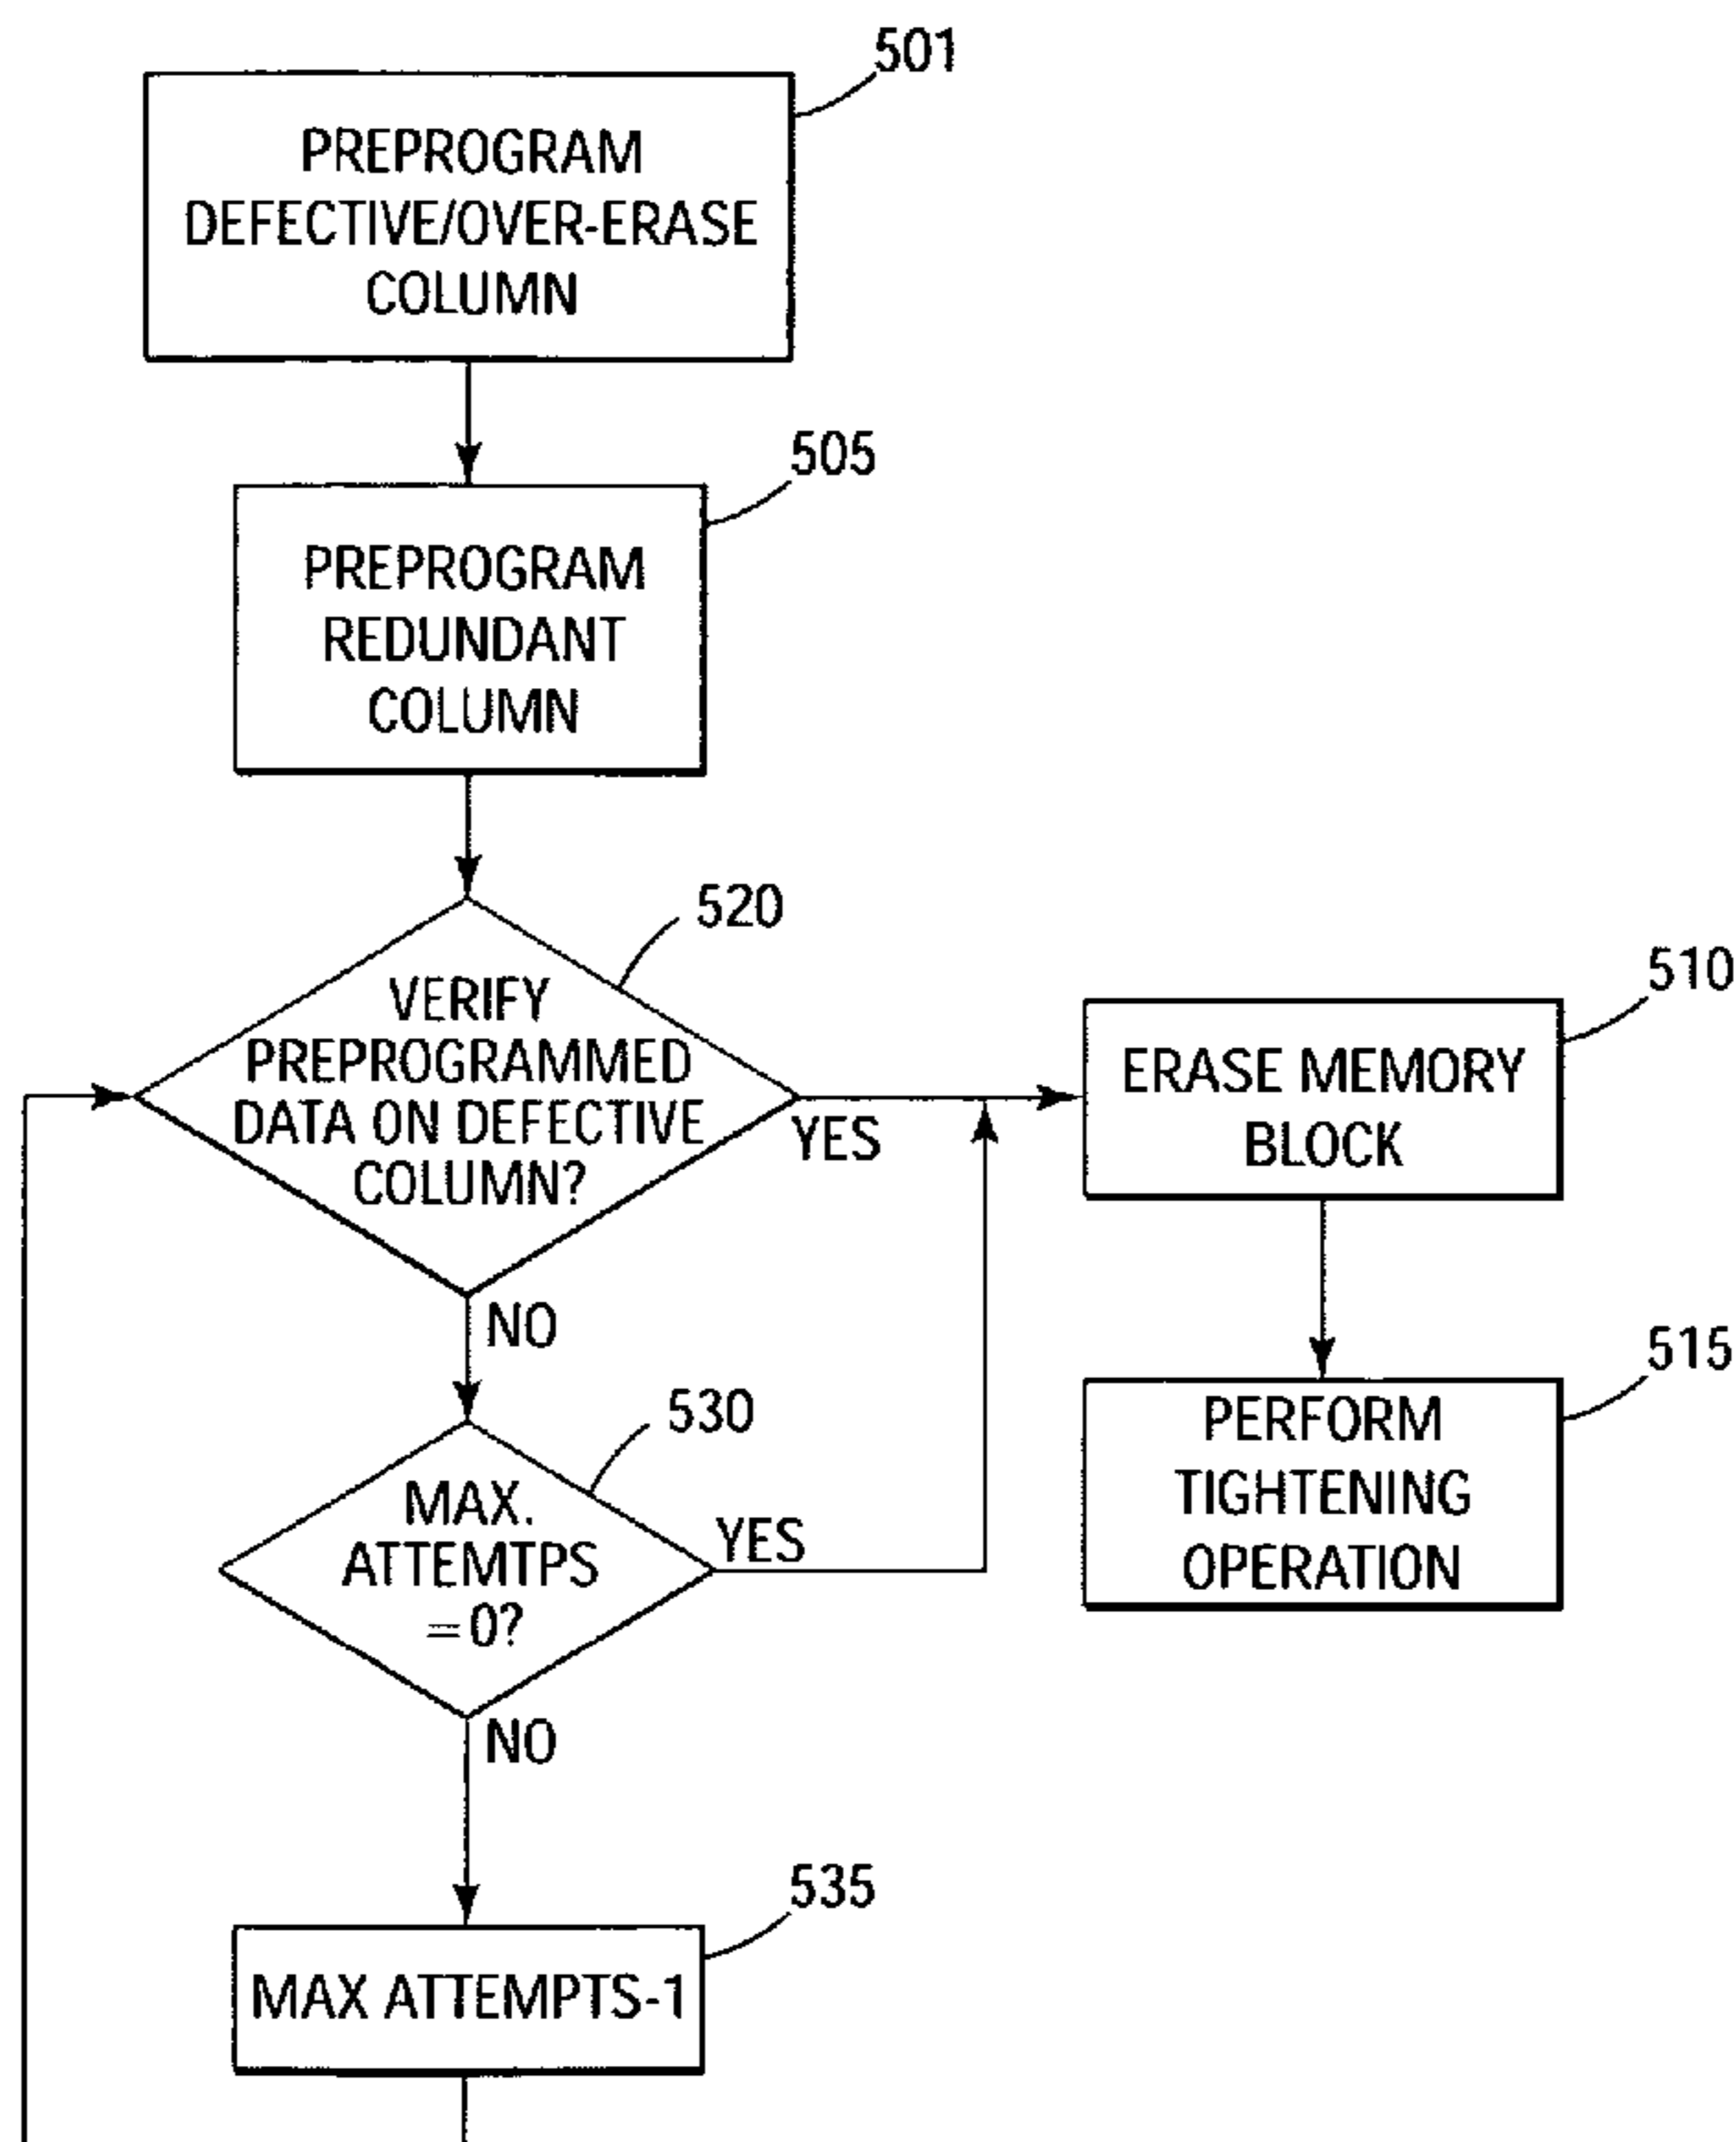 501
PREPROGRAM
DEFECTIVE/OVER-ERASE
COLUMN
505
PREPROGRAM
REDUNDANT
COLUMN
520
VERIFY
PREPROGRAMMED
DATA ON DEFECTIVE
COLUMN?
YES
NO
510
ERASE MEMORY
BLOCK
515
PERFORM
TIGHTENING
OPERATION
530
MAX.
ATTEMTPS
=0?
YES
NO
535
MAX ATTEMPTS-1